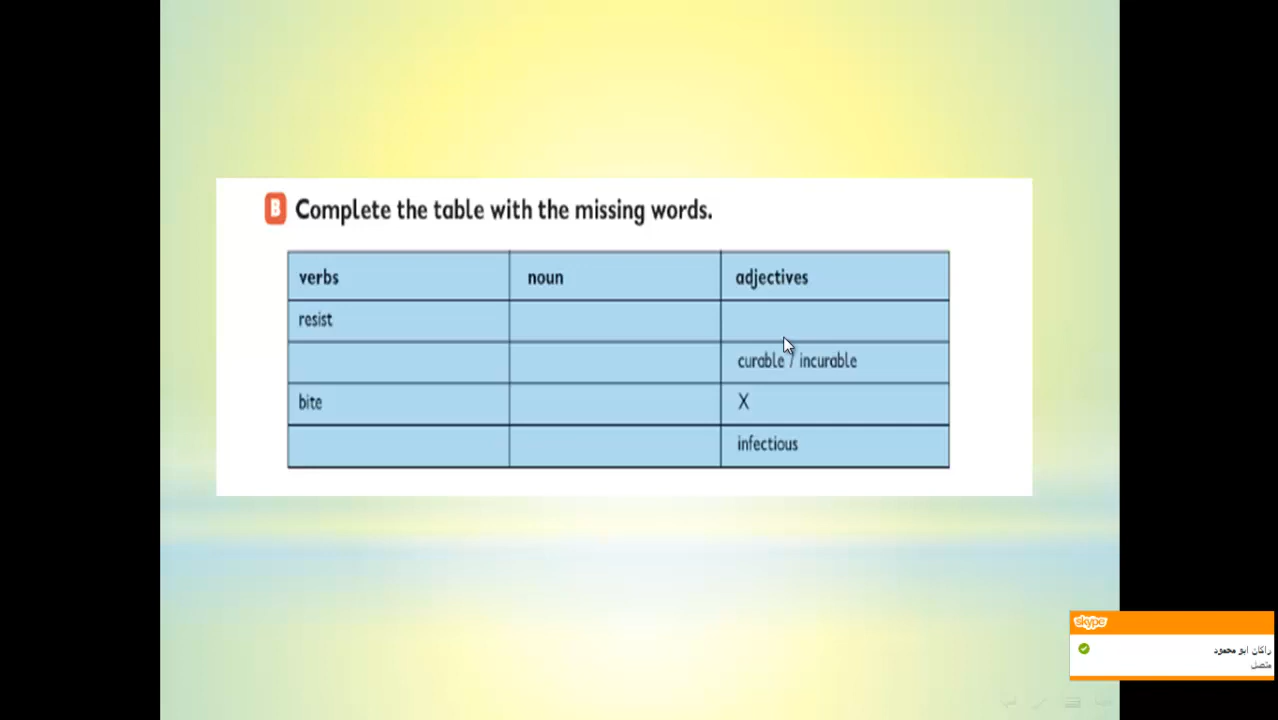 B Complete the table with the missing words.
verbs noun adjectives
resist
curable / incurable
bite X
infectious
skype
راكان ابو محمود
متصل